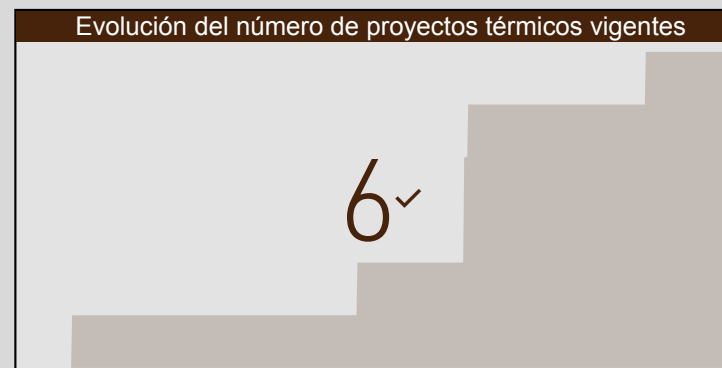 Evolución del número de proyectos térmicos vigentes
6✓